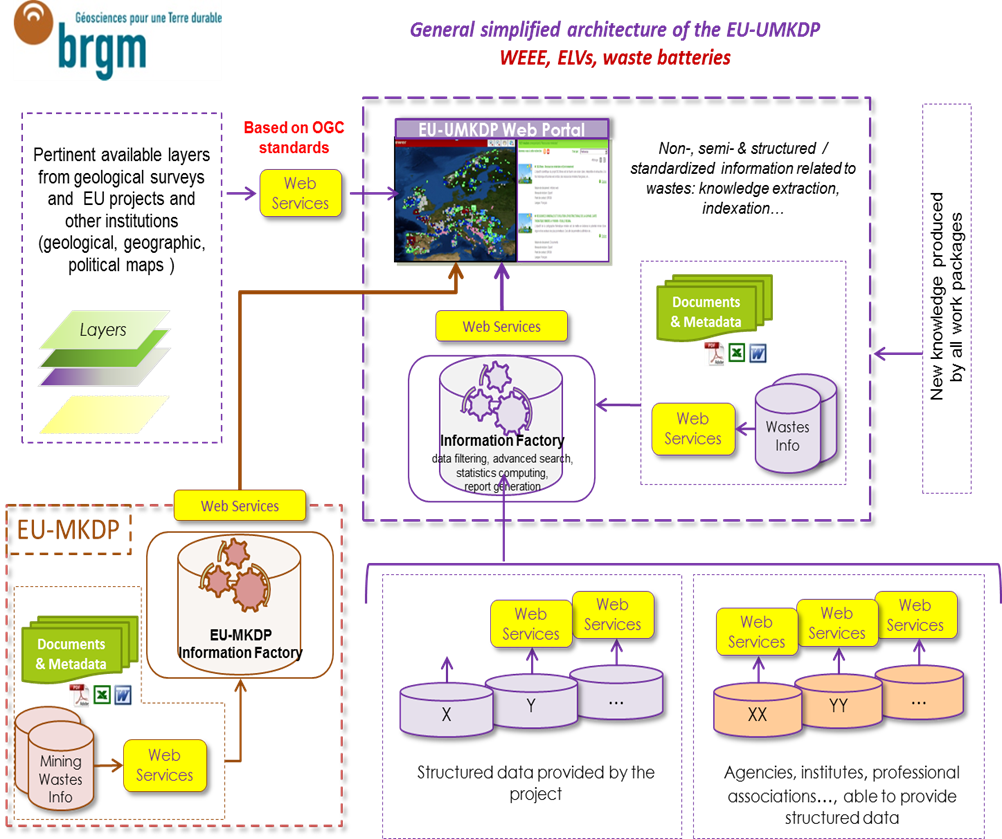 Géosciences pour une Terre durable
brgm
General simplified architecture of the EU-UMKDP
WEEE, ELVs, waste batteries
Pertinent available layers
from geological surveys
and EU projects and
other institutions
(geological, geographic,
political maps )
Layers
Based on OGC
standards
Web
Services
EU-UMKDP Web Portal
Non-, semi- & structured /
standardized information related to
wastes: knowledge extraction,
indexation…
Documents
& Metadata
Web
Services
Wastes
Info
New knowledge produced
by all work packages
Web Services
Information Factory
data filtering, advanced search,
statistics computing,
report generation
Web Services
EU-MKDP
EU-MKDP
Information Factory
Documents
& Metadata
Mining
Wastes
Info
Web
Services
Web
Services
Web
Services
X
Y
...
Structured data provided by the
project
Web
Services
Web
Services
Web
Services
XX
YY
...
Agencies, institutes, professional
associations…, able to provide
structured data